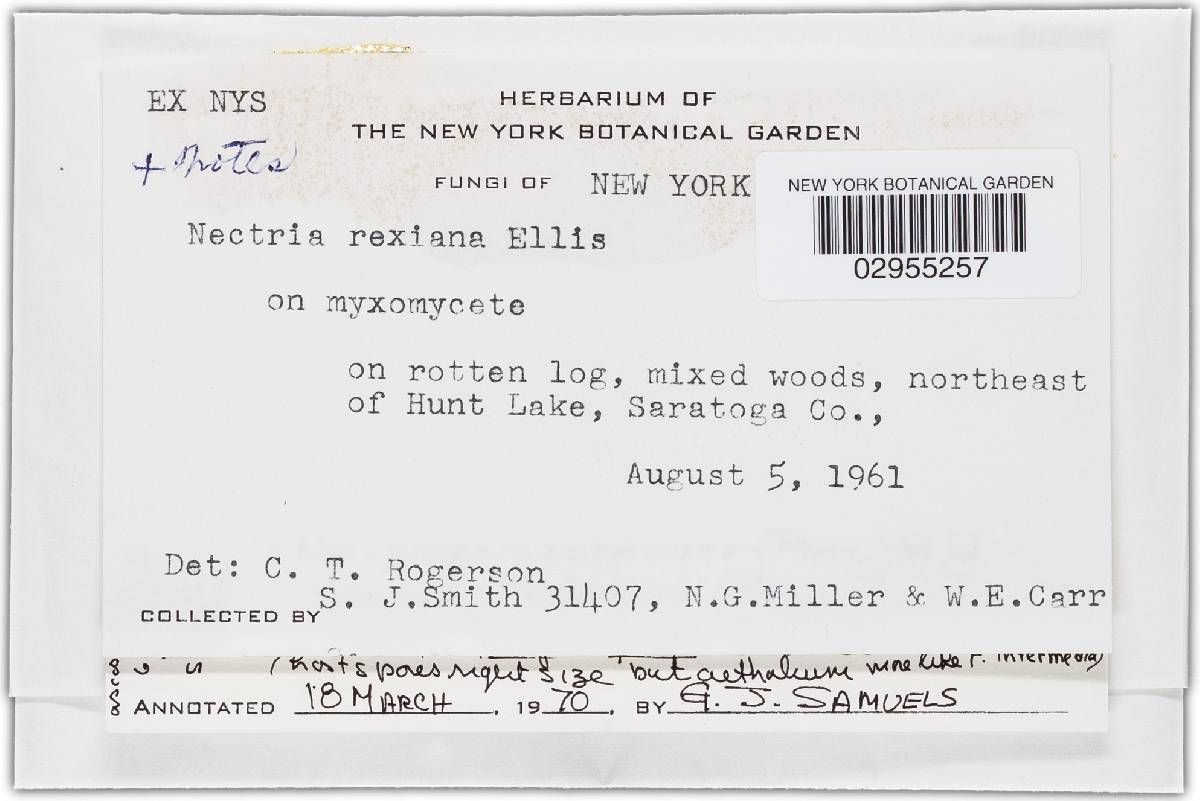 EX NYS
+ notes
HERBARIUM OF
THE NEW YORK BOTANICAL GARDEN
FUNGI OF NEW YORK
NEW YORK BOTANICAL GARDEN
02955257
Nectria rexiana Ellis
on myxomycete
on rotten log, mixed woods, northeast
of Hunt Lake, Saratoga Co.,
August 5, 1961
Det: C. T. Rogerson
COLLECTED BY S. J.Smith 31407, N.G.Miller & W.E.Carr
right size but aethalium more like P. intermedia)
ANNOTATED 18 MARCH, 1970, BY G. J. SAMUELS